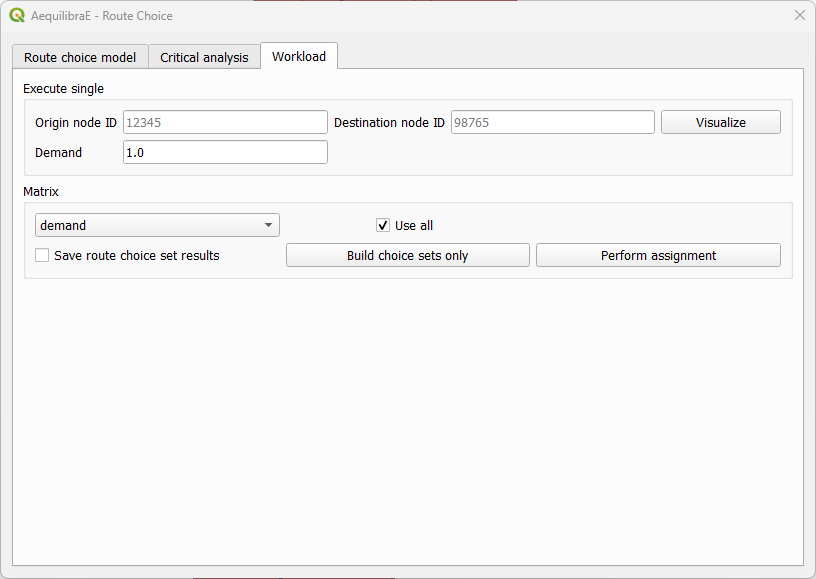 AequilibraE - Route Choice
Route choice model Critical analysis Workload
Execute single
Origin node ID 12345 Destination node ID 98765 Visualize
Demand 1.0
Matrix
demand Use all
Save route choice set results Build choice sets only Perform assignment